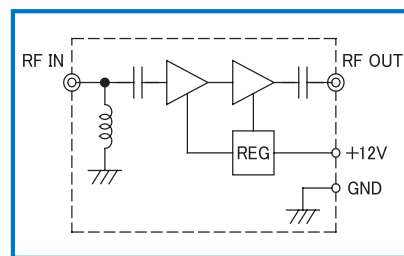 RF IN
RF OUT
REG
+12V
GND